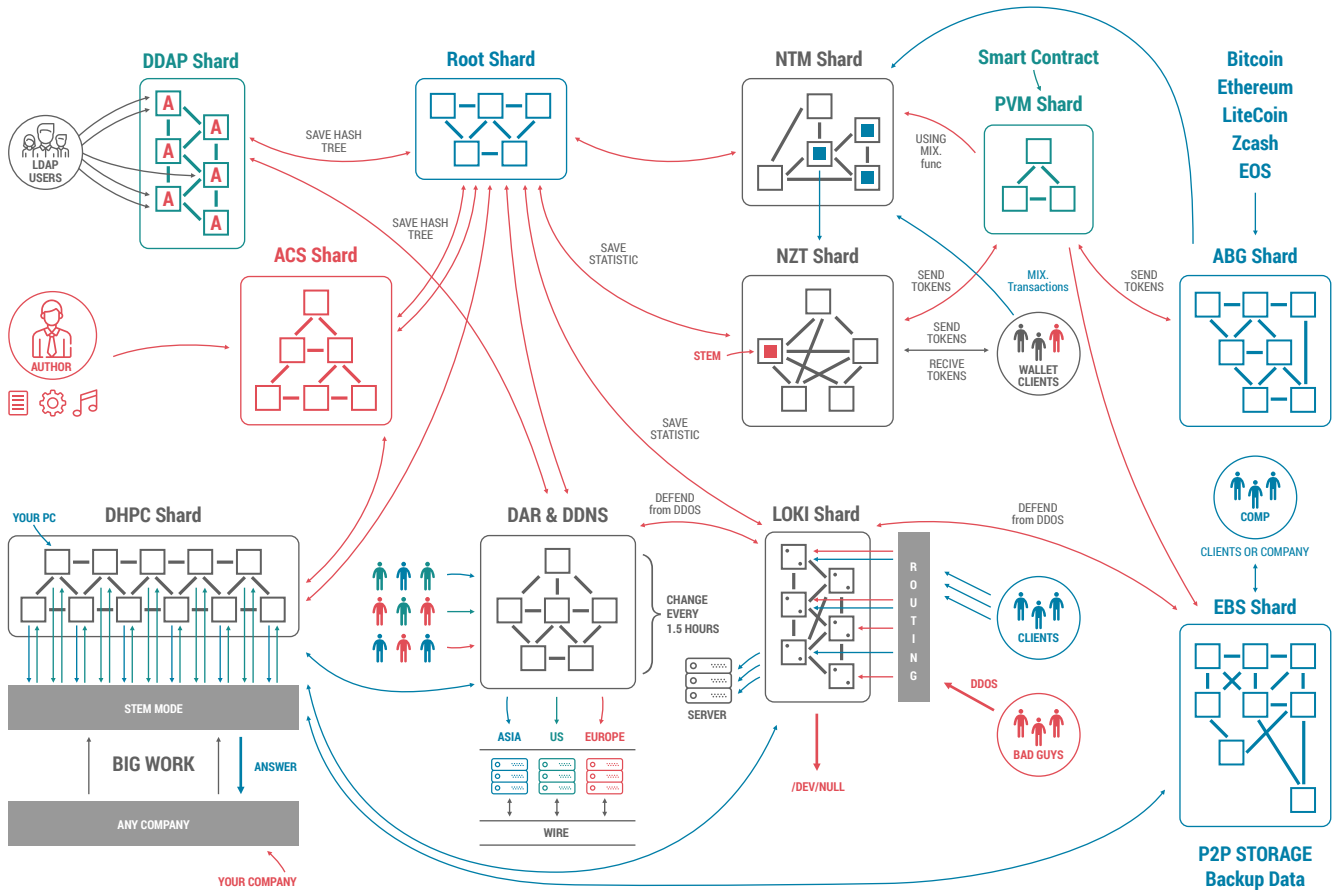 DDAP Shard
Root Shard
NTM Shard
Smart Contract
PVM Shard
Bitcoin
Ethereum
LiteCoin
Zcash
EOS
A
A
A
A
A
A
LDAP
USERS
SAVE HASH
TREE
USING
MIX.
func
SAVE HASH
TREE
ACS Shard
SAVE
STATISTIC
NZT Shard
SEND
TOKENS
MIX.
Transactions
SEND
TOKENS
ABG Shard
AUTHOR
STEM
SEND
TOKENS
RECIVE
TOKENS
WALLET
CLIENTS
SAVE
STATISTIC
DHPC Shard
YOUR PC
DAR & DDNS
DEFEND
from DDOS
LOKI Shard
DEFEND
from DDOS
COMP
CLIENTS OR COMPANY
EBS Shard
CHANGE
EVERY
1.5 HOURS
ROUTING
CLIENTS
SERVER
DDOS
BAD GUYS
STEM MODE
BIG WORK
ANSWER
ASIA
US
EUROPE
/DEV/NULL
WIRE
ANY COMPANY
YOUR COMPANY
P2P STORAGE
Backup Data